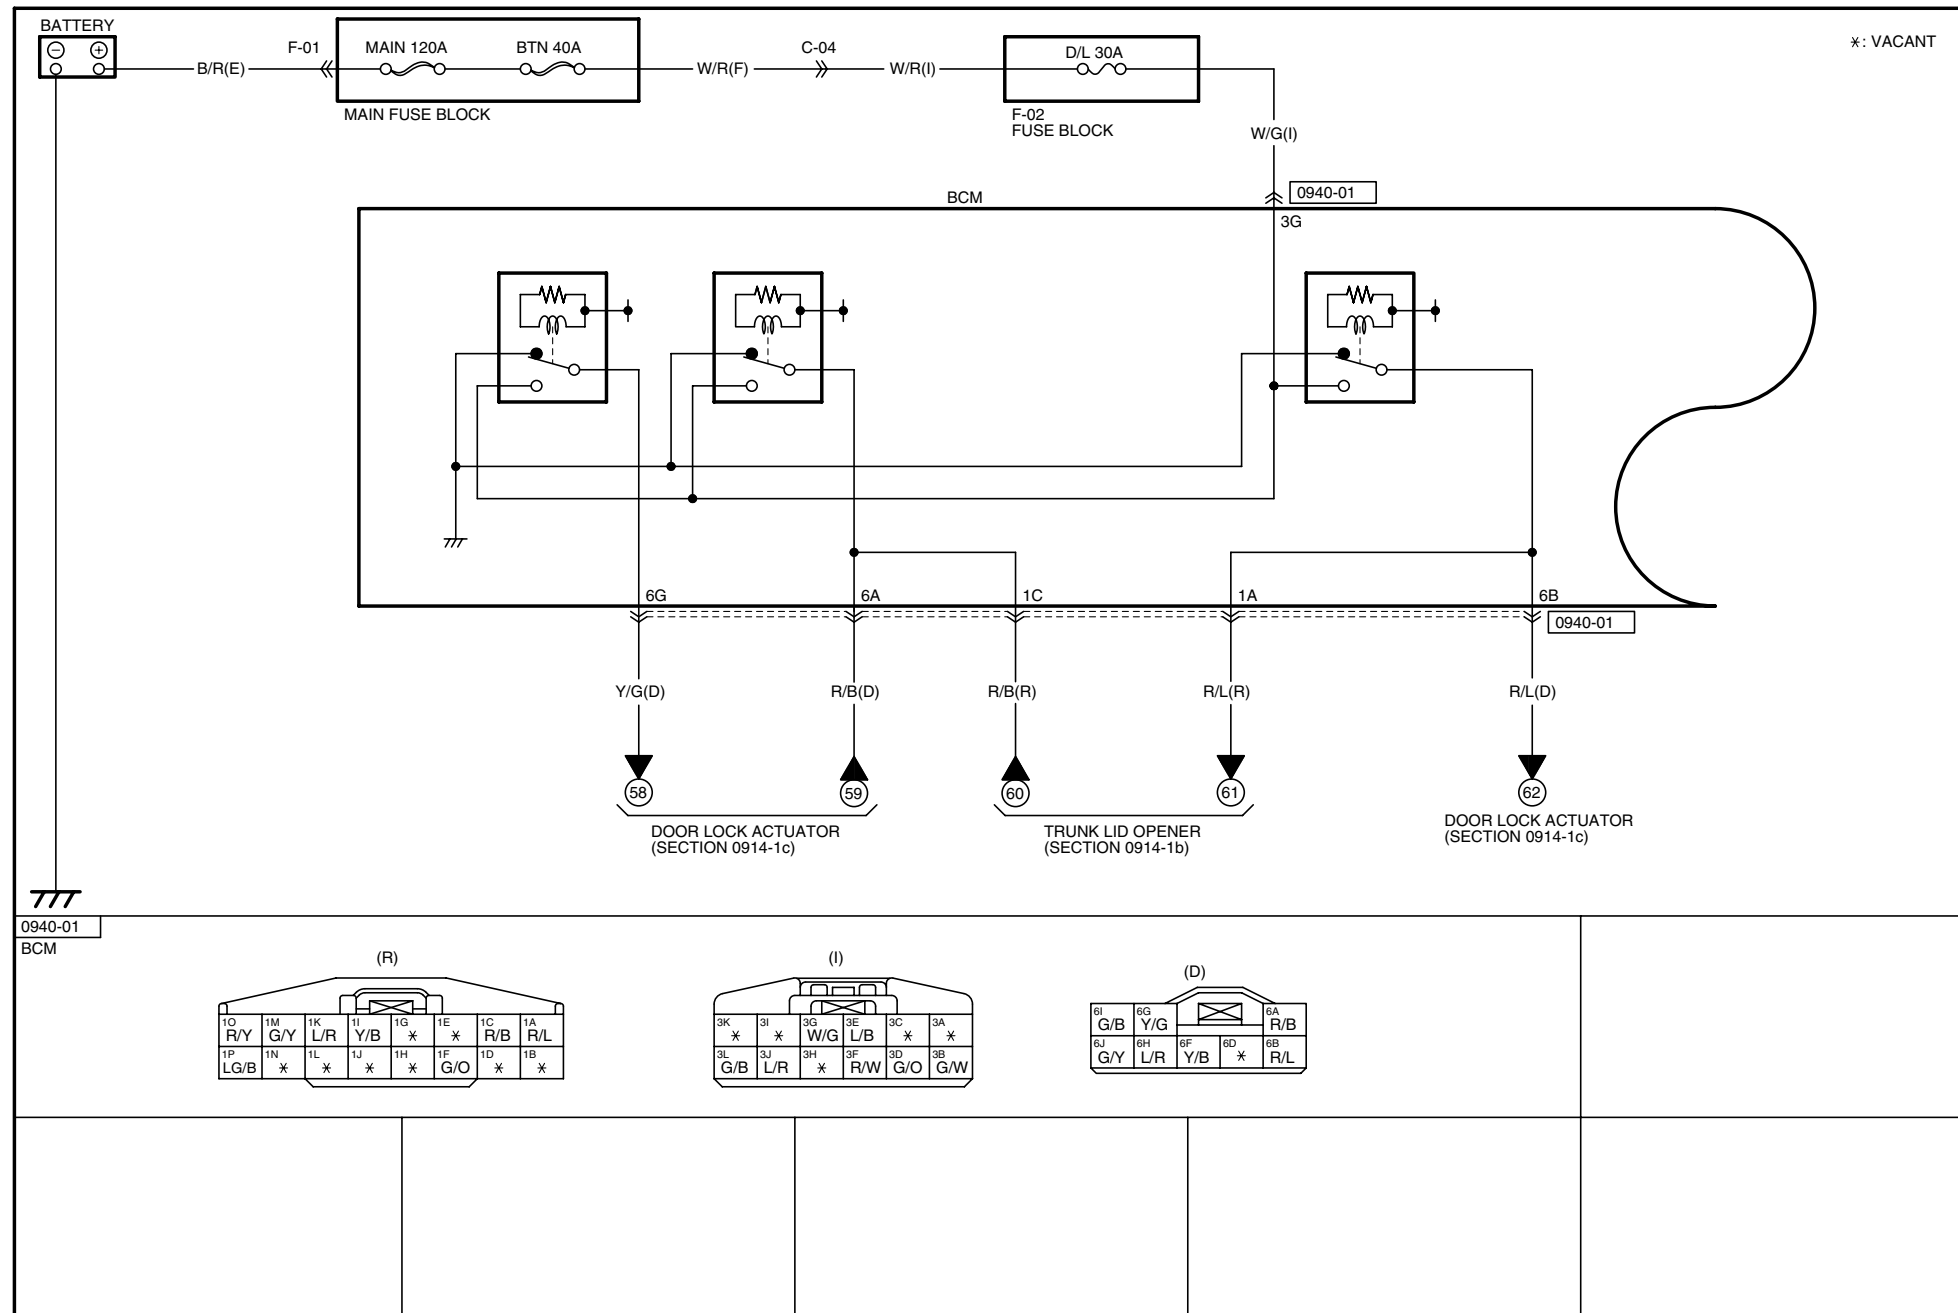 BATTERY
− +
B/R(E)
F-01
MAIN 120A
BTN 40A
MAIN FUSE BLOCK
W/R(F)
C-04
W/R(I)
D/L 30A
F-02
FUSE BLOCK
*: VACANT
W/G(I)
BCM
0940-01
3G
6G
6A
1C
1A
6B
0940-01
Y/G(D)
R/B(D)
R/B(R)
R/L(R)
R/L(D)
58
59
60
61
62
DOOR LOCK ACTUATOR
(SECTION 0914-1c)
TRUNK LID OPENER
(SECTION 0914-1b)
DOOR LOCK ACTUATOR
(SECTION 0914-1c)
0940-01
BCM
(R)
1O 1M 1K 1I 1G 1E 1C 1A
R/Y G/Y L/R Y/B * * R/B R/L
1P 1N 1L 1J 1H 1F 1D 1B
LG/B * * * * G/O * *
(I)
3K 3I 3G 3E 3C 3A
* * W/G L/B * *
3L 3J 3H 3F 3D 3B
G/B L/R * R/W G/O G/W
(D)
6I 6G 6A
G/B Y/G R/B
6J 6H 6F 6D 6B
G/Y L/R Y/B * R/L